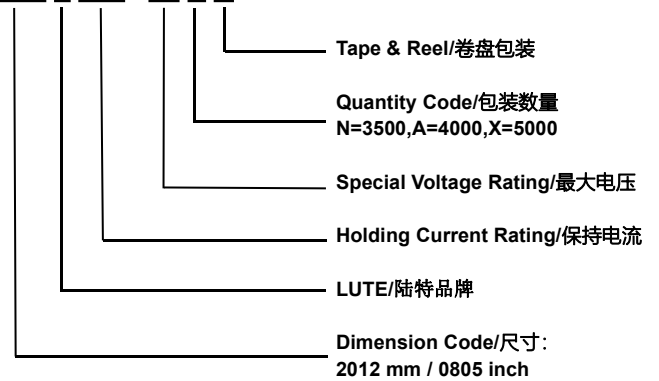 Tape & Reel/卷盘包装
Quantity Code/包装数量
N=3500,A=4000,X=5000
Special Voltage Rating/最大电压
Holding Current Rating/保持电流
LUTE/陆特品牌
Dimension Code/尺寸：
2012 mm / 0805 inch